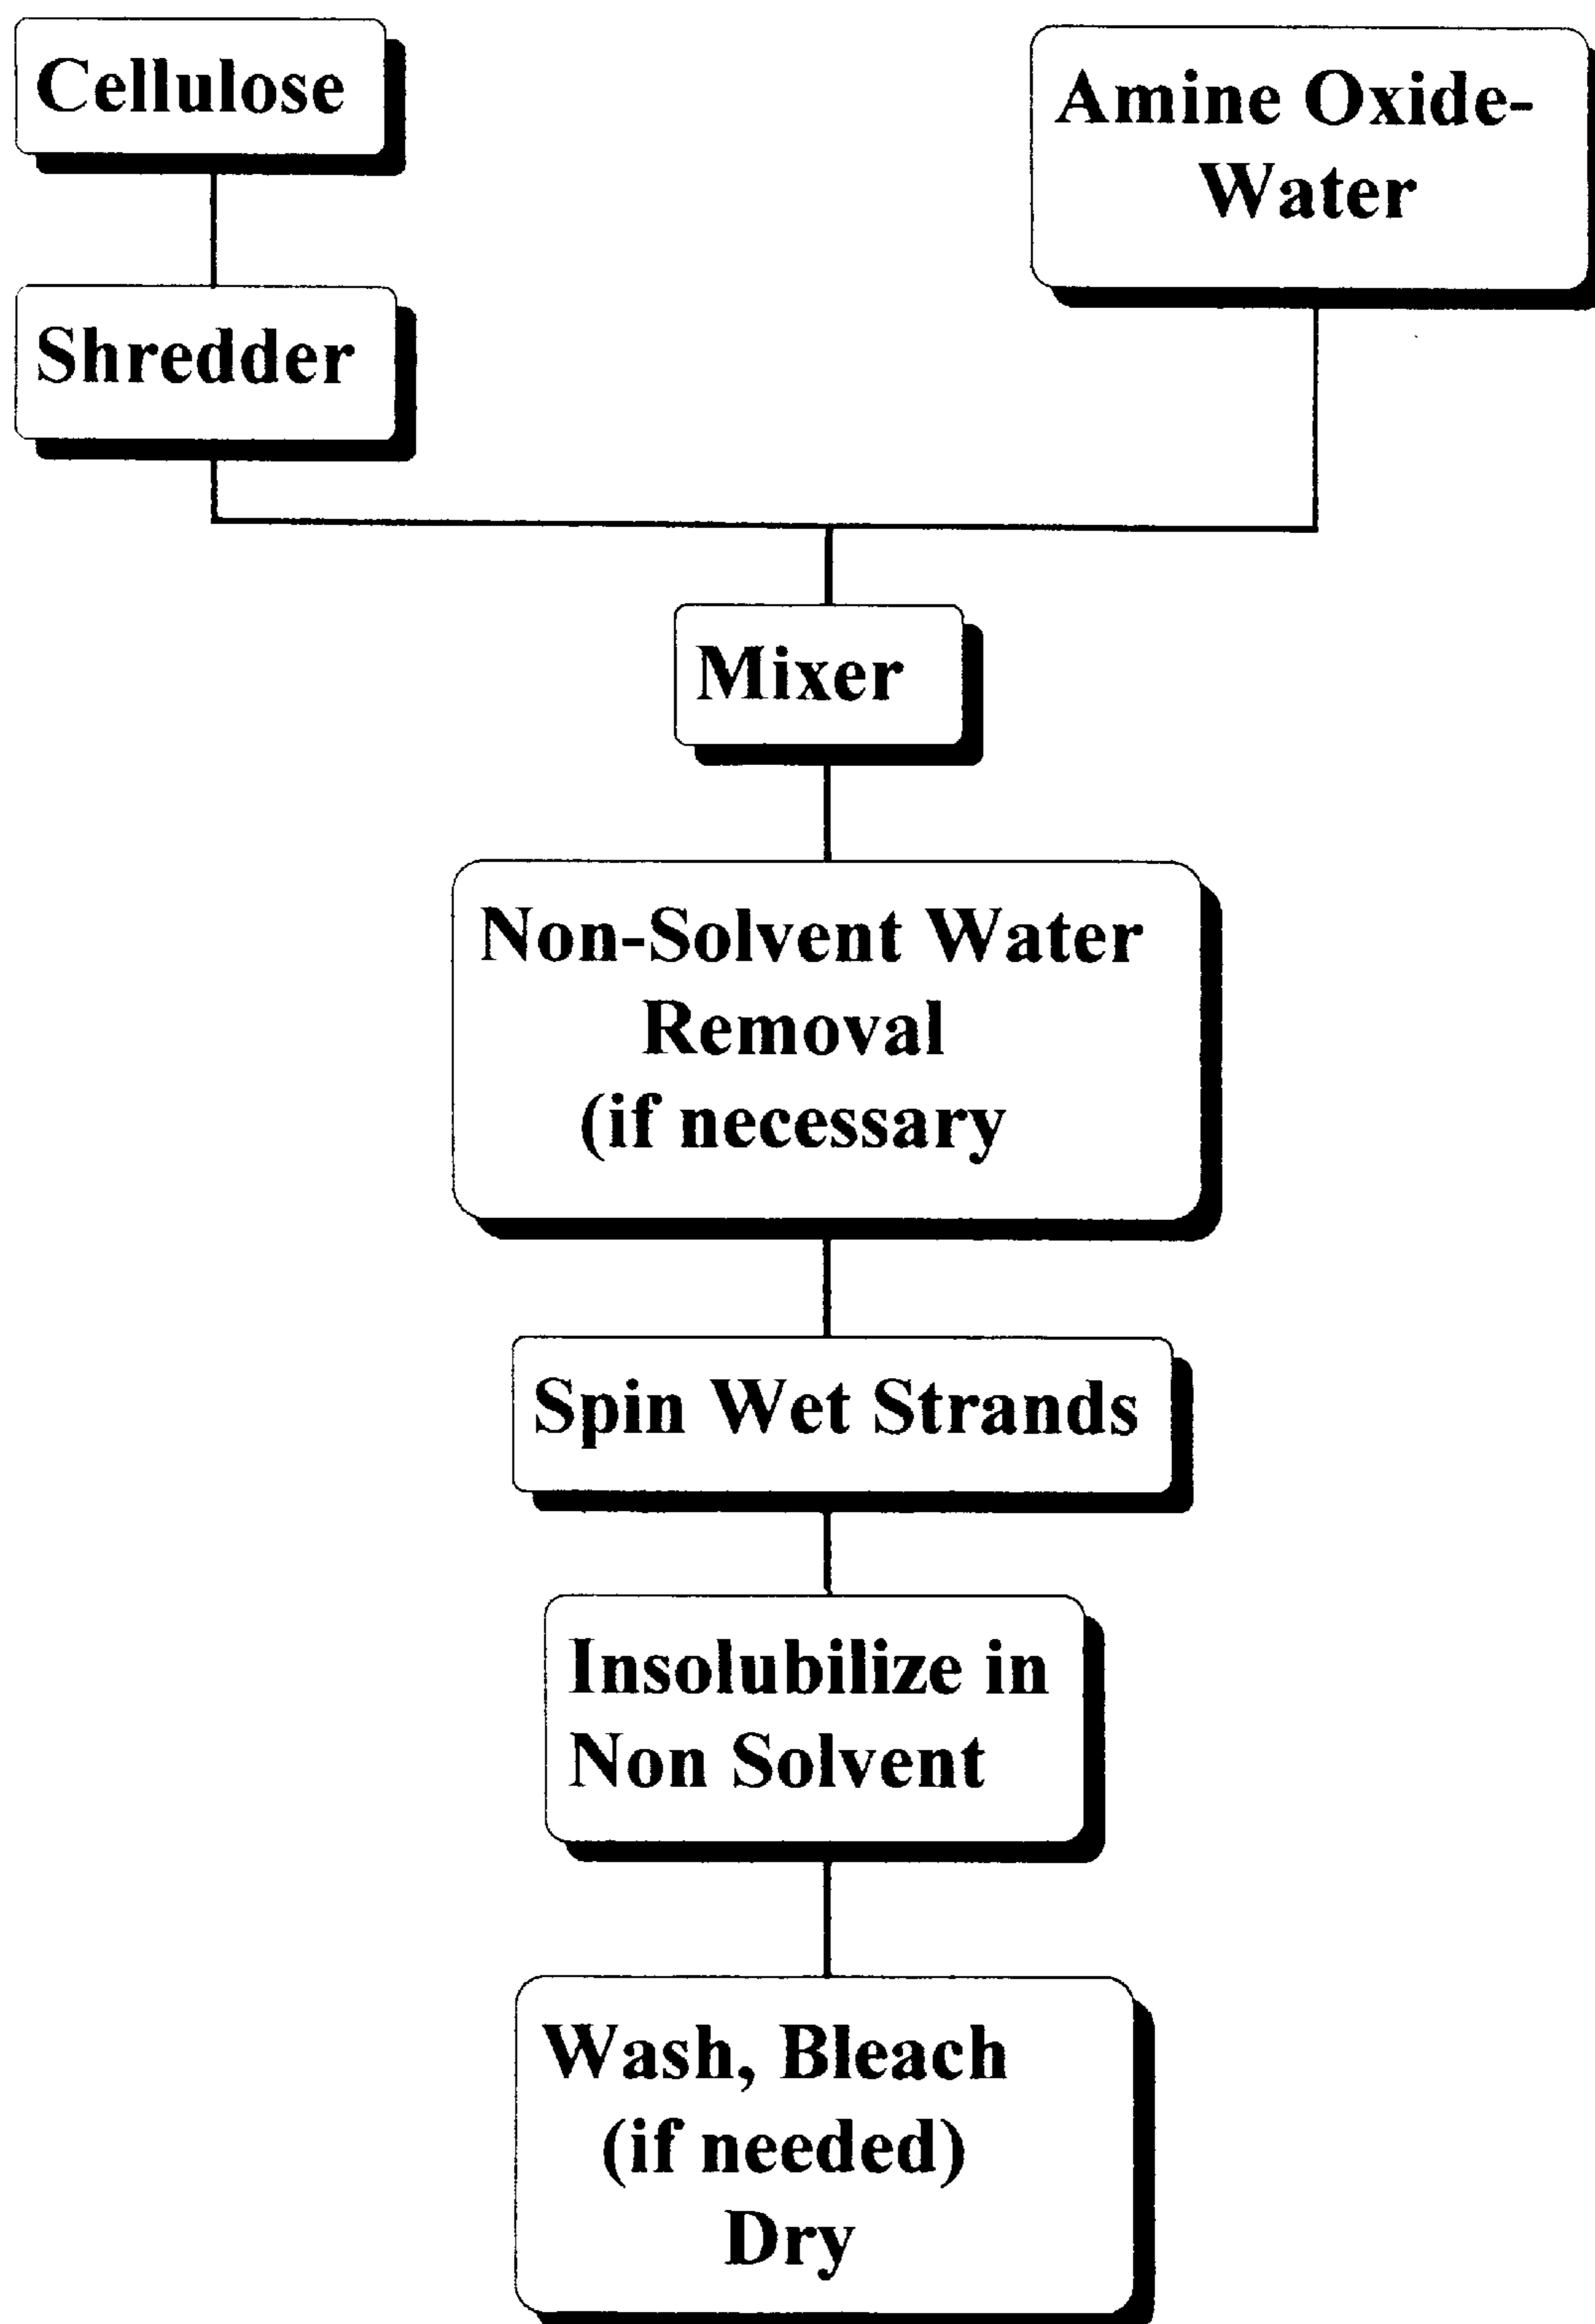 Cellulose
Amine Oxide-
Water
Shredder
Mixer
Non-Solvent Water
Removal
(if necessary
Spin Wet Strands
Insolubilize in
Non Solvent
Wash, Bleach
(if needed)
Dry